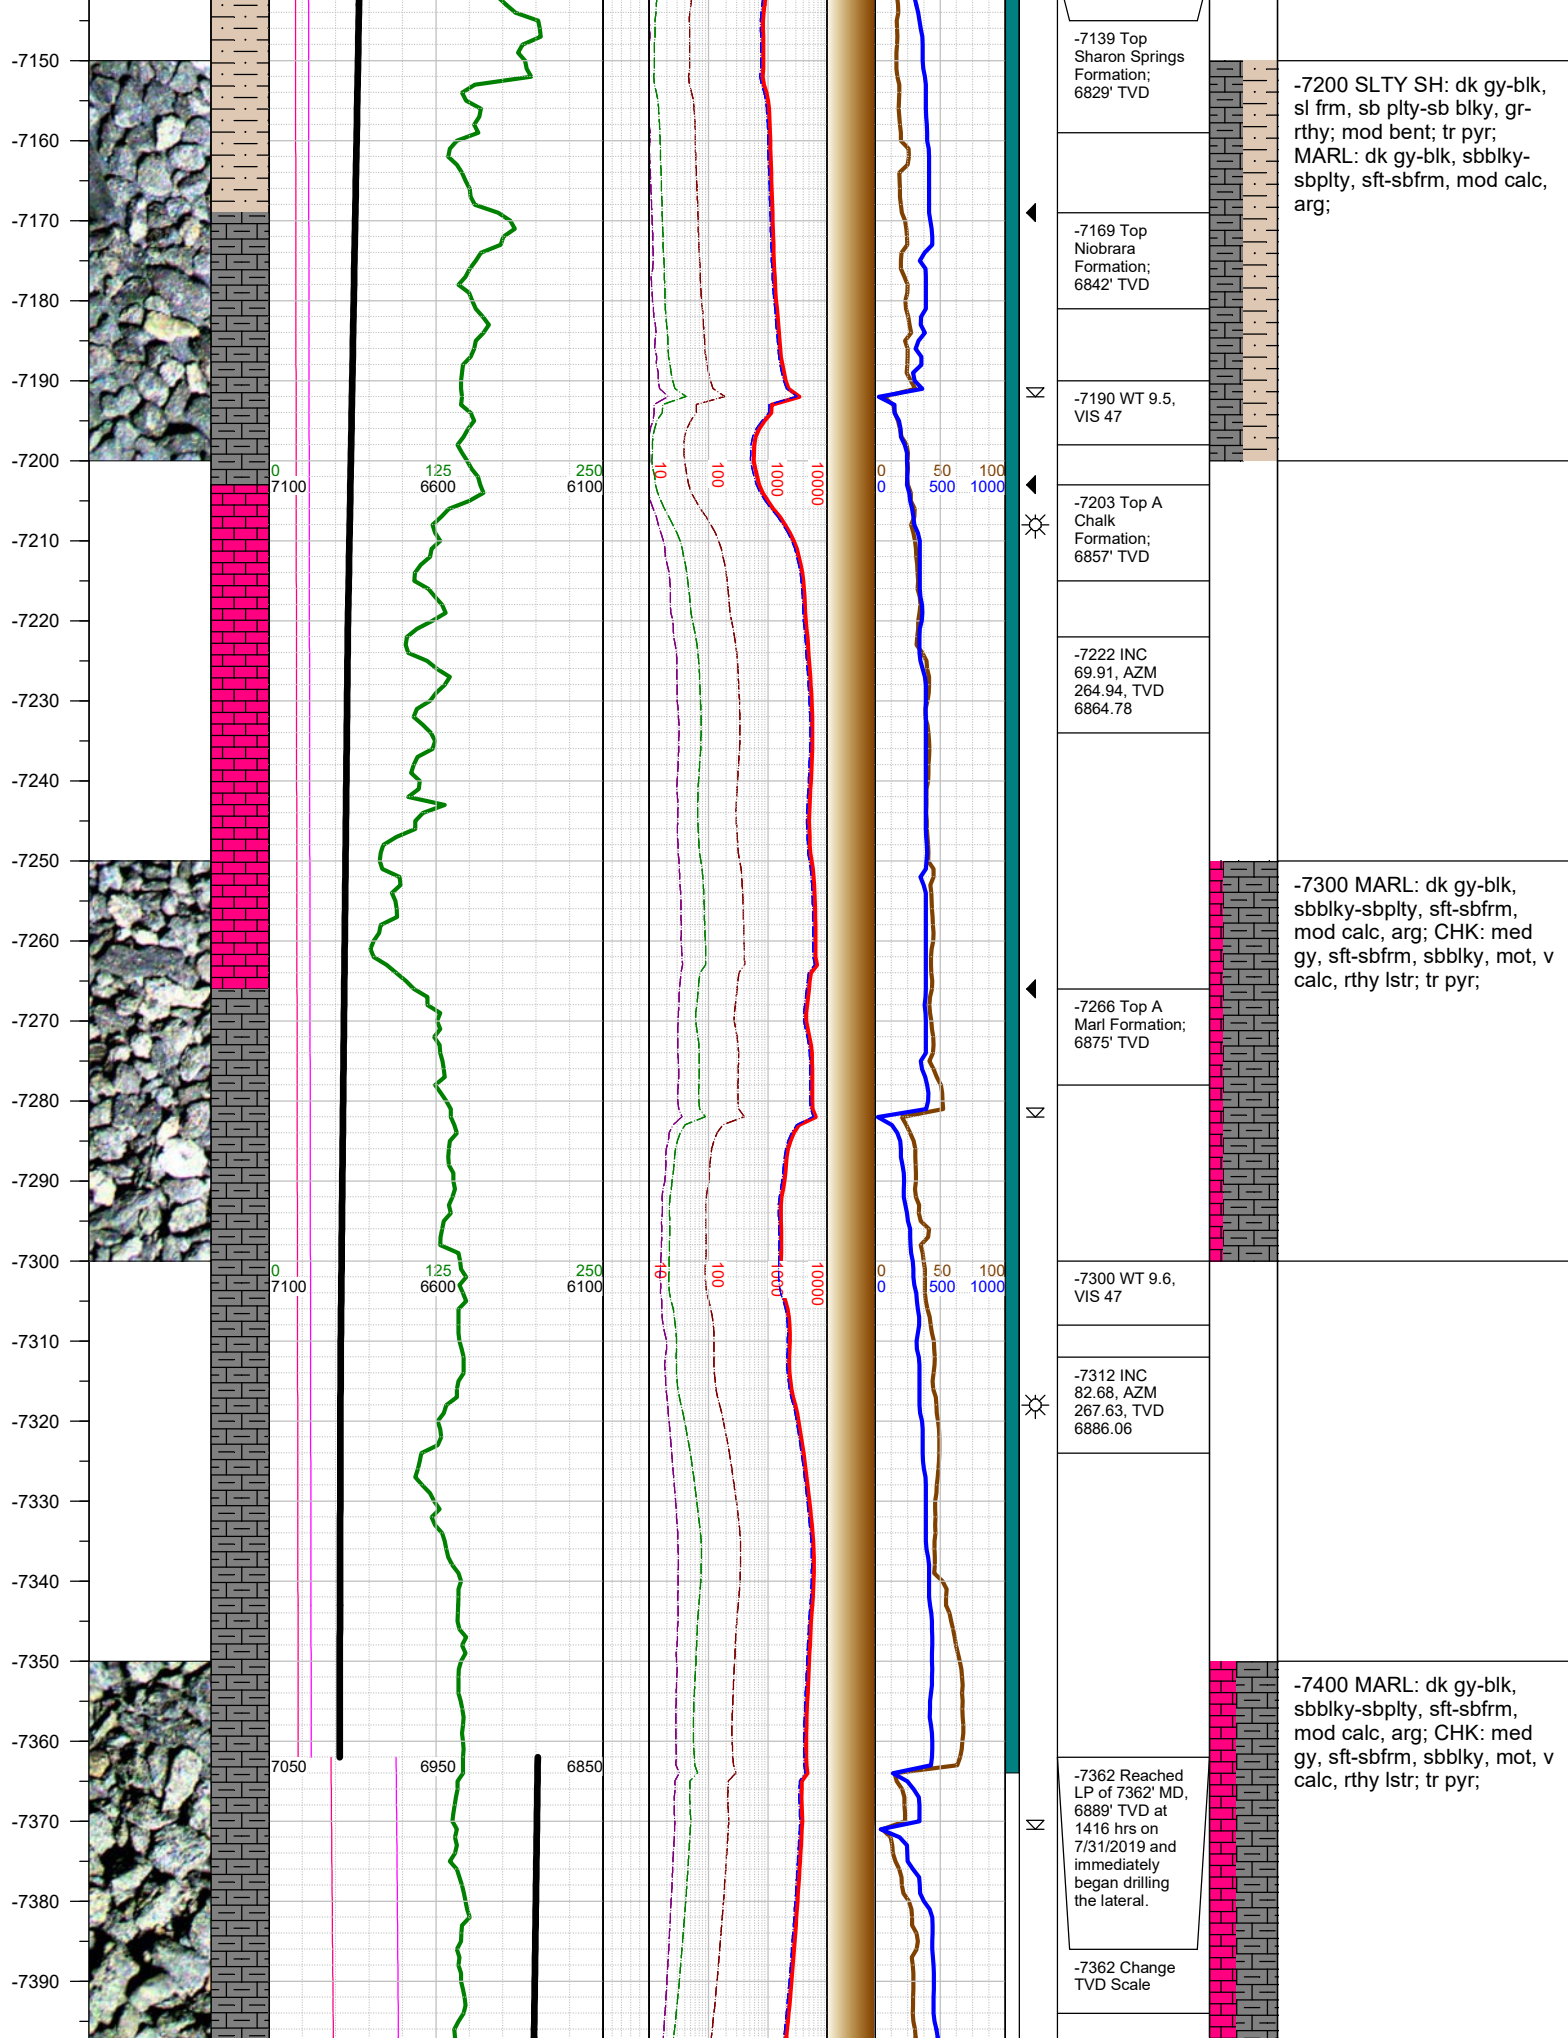 -7139 Top
Sharon Springs
Formation;
6829' TVD
-7150
-7200 SLTY SH: dk gy-blk,
sl frm, sb plty-sb blky, gr-
rthy; mod bent; tr pyr;
MARL: dk gy-blk, sbblky-
sbplty, sft-sbfrm, mod calc,
arg;
-7160
-7170
-7169 Top
Niobrara
Formation;
6842' TVD
-7180
-7190
-7190 WT 9.5,
VIS 47
-7200
0 125 250
7100 6600 6100
10 100 1000 10000
0 50 100
0 500 1000
-7203 Top A
Chalk
Formation;
6857' TVD
-7210
-7220
-7222 INC
69.91, AZM
264.94, TVD
6864.78
-7230
-7240
-7250
-7300 MARL: dk gy-blk,
sbblky-sbplty, sft-sbfrm,
mod calc, arg; CHK: med
gy, sft-sbfrm, sbblky, mot, v
calc, rthy lstr; tr pyr;
-7260
-7270
-7266 Top A
Marl Formation;
6875' TVD
-7280
-7290
-7300
0 125 250
7100 6600 6100
10 100 1000 10000
0 50 100
0 500 1000
-7300 WT 9.6,
VIS 47
-7310
-7312 INC
82.68, AZM
267.63, TVD
6886.06
-7320
-7330
-7340
-7350
-7400 MARL: dk gy-blk,
sbblky-sbplty, sft-sbfrm,
mod calc, arg; CHK: med
gy, sft-sbfrm, sbblky, mot, v
calc, rthy lstr; tr pyr;
-7360
7050 6950 6850
-7362 Reached
LP of 7362' MD,
6889' TVD at
1416 hrs on
7/31/2019 and
immediately
began drilling
the lateral.
-7370
-7380
-7390
-7362 Change
TVD Scale